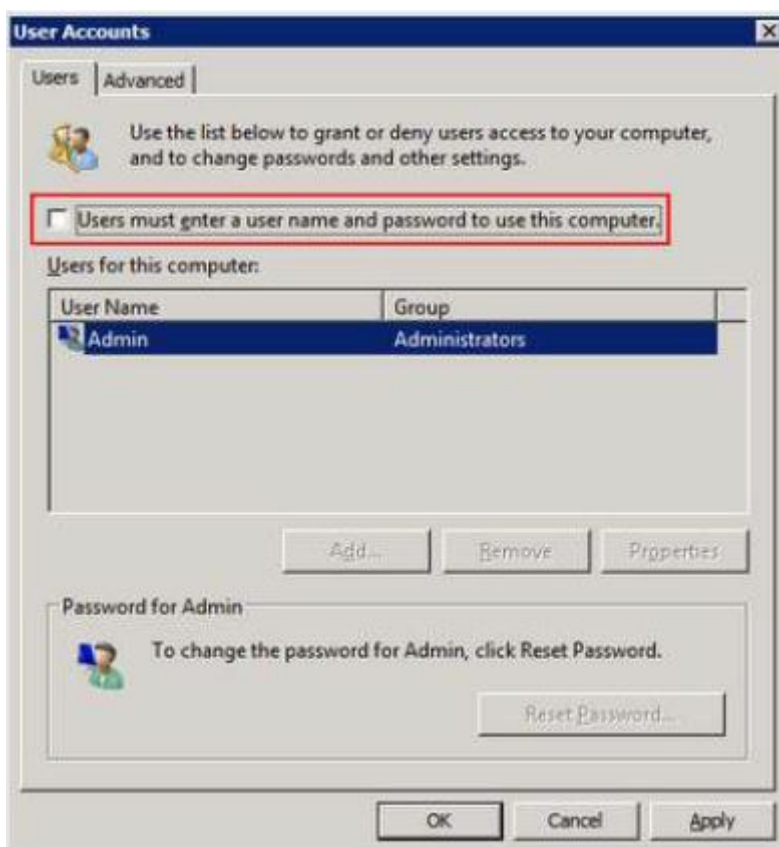 User Accounts
Users
Advanced
Use the list below to grant or deny users access to your computer,
and to change passwords and other settings.
Users must enter a user name and password to use this computer.
Users for this computer:
User Name
Group
Admin
Administrators
Add...
Remove
Properties
Password for Admin
To change the password for Admin, click Reset Password.
Reset Password...
OK
Cancel
Apply